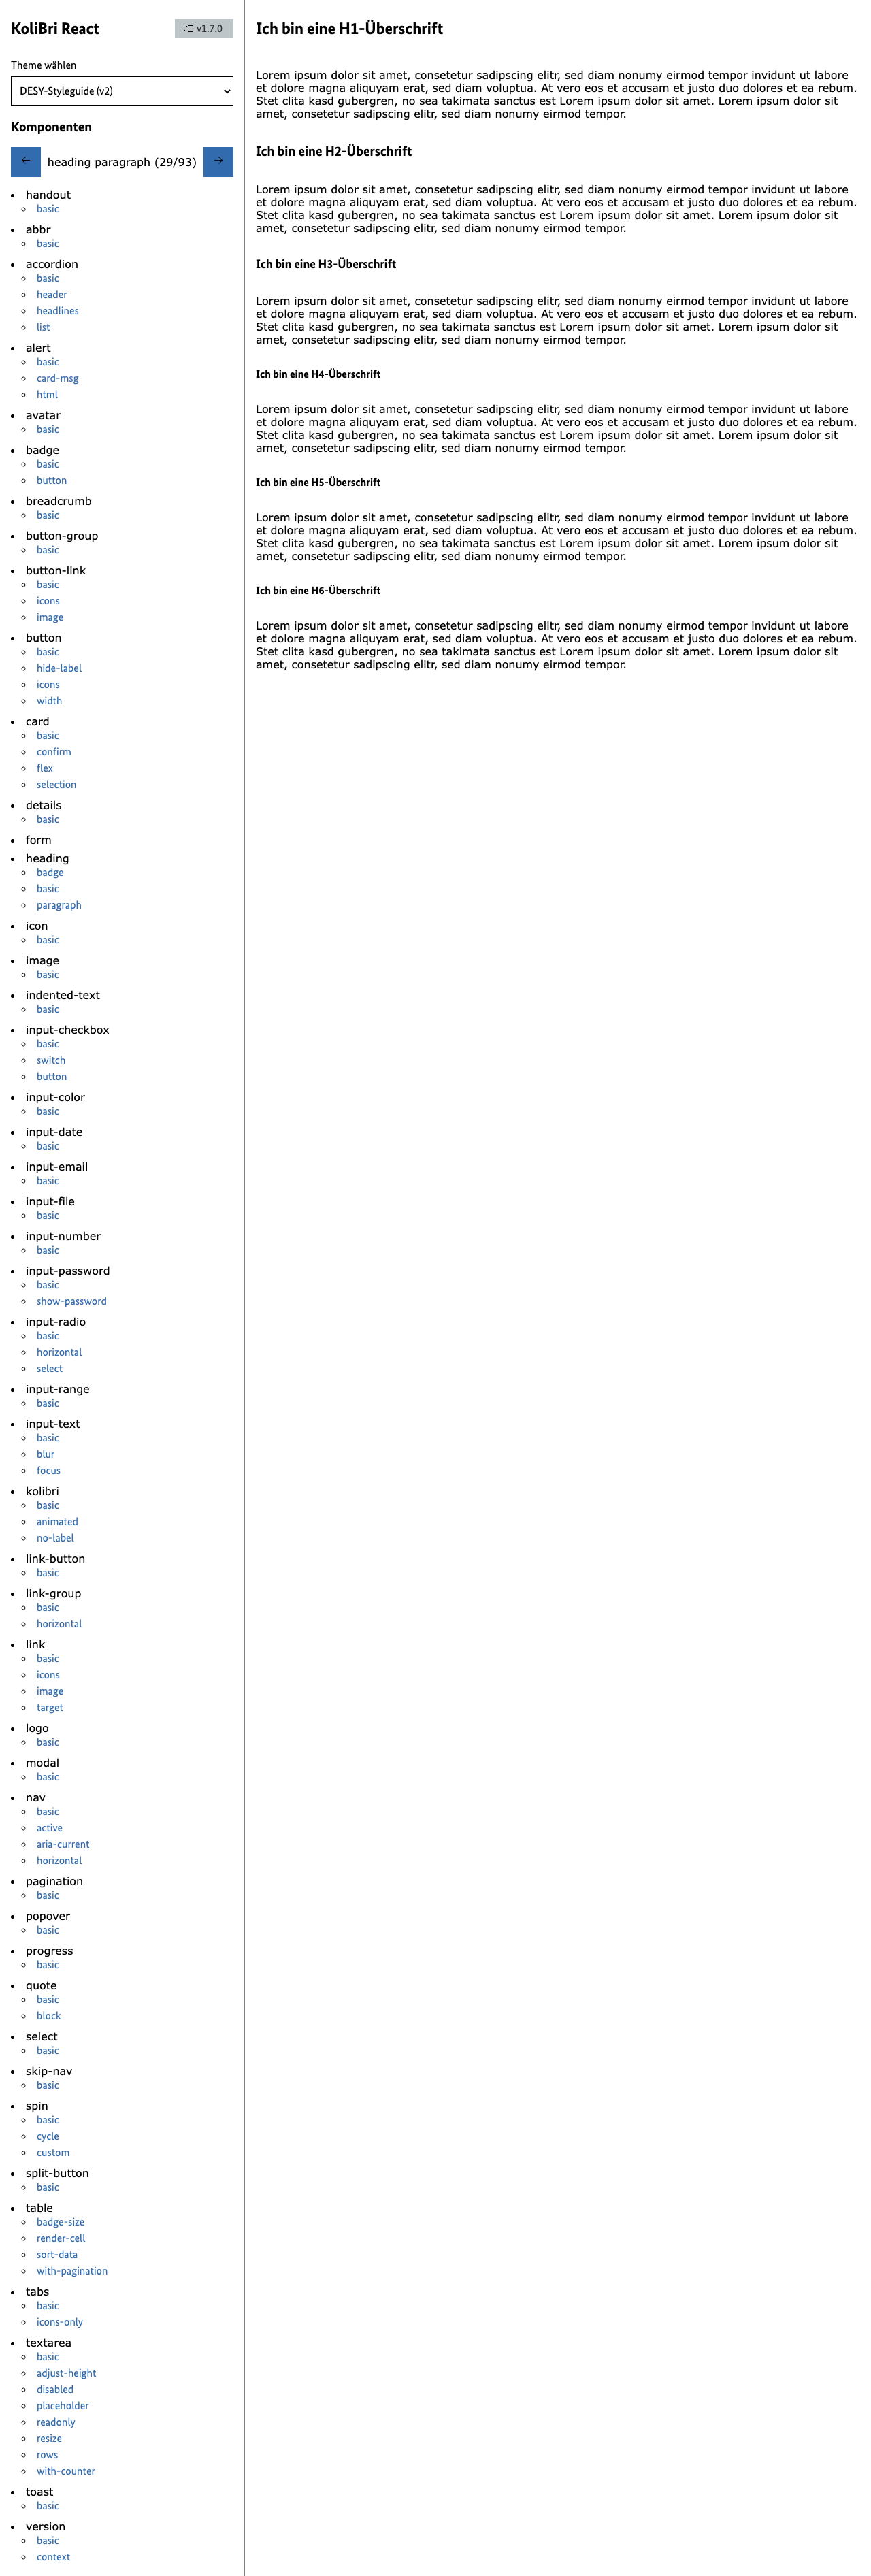 KoliBri React
v1.7.0
Theme wählen
DESY-Styleguide (v2)
Komponenten
← heading paragraph (29/93) →
handout
basic
abbr
basic
accordion
basic
header
headlines
list
alert
basic
card-msg
html
avatar
basic
badge
basic
button
breadcrumb
basic
button-group
basic
button-link
basic
icons
image
button
basic
hide-label
icons
width
card
basic
confirm
flex
selection
details
basic
form
heading
badge
basic
paragraph
icon
basic
image
basic
indented-text
basic
input-checkbox
basic
switch
button
input-color
basic
input-date
basic
input-email
basic
input-file
basic
input-number
basic
input-password
basic
show-password
input-radio
basic
horizontal
select
input-range
basic
input-text
basic
blur
focus
kolibri
basic
animated
no-label
link-button
basic
link-group
basic
horizontal
link
basic
icons
image
target
logo
basic
modal
basic
nav
basic
active
aria-current
horizontal
pagination
basic
popover
basic
progress
basic
quote
basic
block
select
basic
skip-nav
basic
spin
basic
cycle
custom
split-button
basic
table
badge-size
render-cell
sort-data
with-pagination
tabs
basic
icons-only
textarea
basic
adjust-height
disabled
placeholder
readonly
resize
rows
with-counter
toast
basic
version
basic
context
Ich bin eine H1-Überschrift
Lorem ipsum dolor sit amet, consetetur sadipscing elitr, sed diam nonumy eirmod tempor invidunt ut labore
et dolore magna aliquyam erat, sed diam voluptua. At vero eos et accusam et justo duo dolores et ea rebum.
Stet clita kasd gubergren, no sea takimata sanctus est Lorem ipsum dolor sit amet. Lorem ipsum dolor sit
amet, consetetur sadipscing elitr, sed diam nonumy eirmod tempor.
Ich bin eine H2-Überschrift
Lorem ipsum dolor sit amet, consetetur sadipscing elitr, sed diam nonumy eirmod tempor invidunt ut labore
et dolore magna aliquyam erat, sed diam voluptua. At vero eos et accusam et justo duo dolores et ea rebum.
Stet clita kasd gubergren, no sea takimata sanctus est Lorem ipsum dolor sit amet. Lorem ipsum dolor sit
amet, consetetur sadipscing elitr, sed diam nonumy eirmod tempor.
Ich bin eine H3-Überschrift
Lorem ipsum dolor sit amet, consetetur sadipscing elitr, sed diam nonumy eirmod tempor invidunt ut labore
et dolore magna aliquyam erat, sed diam voluptua. At vero eos et accusam et justo duo dolores et ea rebum.
Stet clita kasd gubergren, no sea takimata sanctus est Lorem ipsum dolor sit amet. Lorem ipsum dolor sit
amet, consetetur sadipscing elitr, sed diam nonumy eirmod tempor.
Ich bin eine H4-Überschrift
Lorem ipsum dolor sit amet, consetetur sadipscing elitr, sed diam nonumy eirmod tempor invidunt ut labore
et dolore magna aliquyam erat, sed diam voluptua. At vero eos et accusam et justo duo dolores et ea rebum.
Stet clita kasd gubergren, no sea takimata sanctus est Lorem ipsum dolor sit amet. Lorem ipsum dolor sit
amet, consetetur sadipscing elitr, sed diam nonumy eirmod tempor.
Ich bin eine H5-Überschrift
Lorem ipsum dolor sit amet, consetetur sadipscing elitr, sed diam nonumy eirmod tempor invidunt ut labore
et dolore magna aliquyam erat, sed diam voluptua. At vero eos et accusam et justo duo dolores et ea rebum.
Stet clita kasd gubergren, no sea takimata sanctus est Lorem ipsum dolor sit amet. Lorem ipsum dolor sit
amet, consetetur sadipscing elitr, sed diam nonumy eirmod tempor.
Ich bin eine H6-Überschrift
Lorem ipsum dolor sit amet, consetetur sadipscing elitr, sed diam nonumy eirmod tempor invidunt ut labore
et dolore magna aliquyam erat, sed diam voluptua. At vero eos et accusam et justo duo dolores et ea rebum.
Stet clita kasd gubergren, no sea takimata sanctus est Lorem ipsum dolor sit amet. Lorem ipsum dolor sit
amet, consetetur sadipscing elitr, sed diam nonumy eirmod tempor.